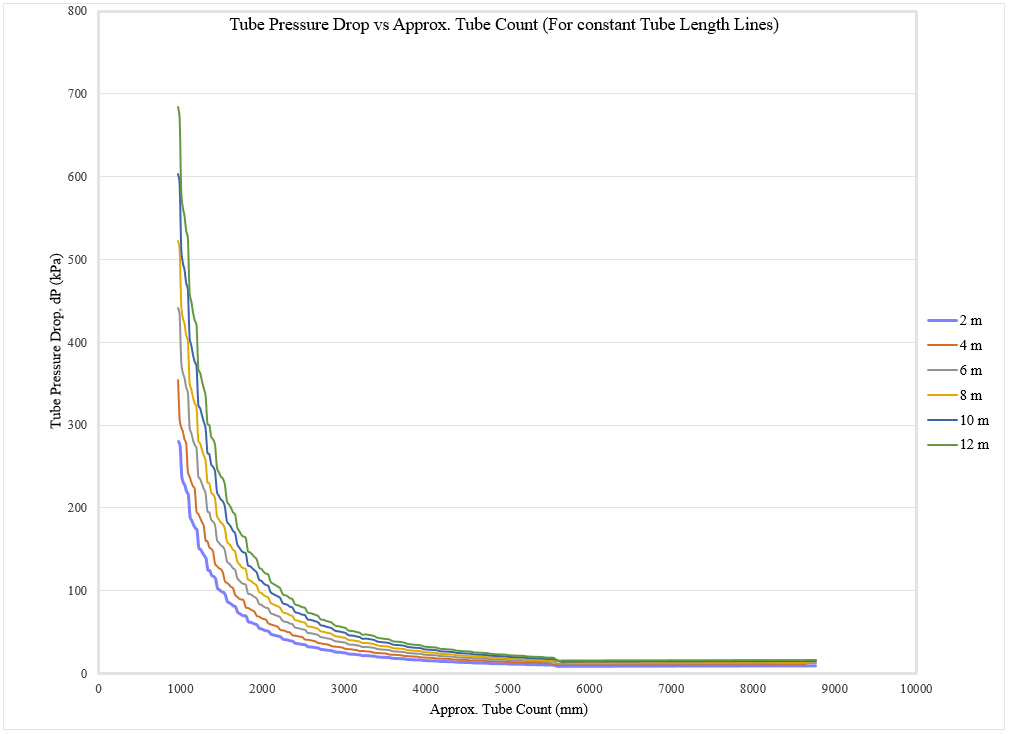 Tube Pressure Drop vs Approx. Tube Count (For constant Tube Length Lines)
800
700
600
500
400
300
200
100
0
Tube Pressure Drop, dP (kPa)
0 1000 2000 3000 4000 5000 6000 7000 8000 9000 10000
Approx. Tube Count (mm)
2 m
4 m
6 m
8 m
10 m
12 m